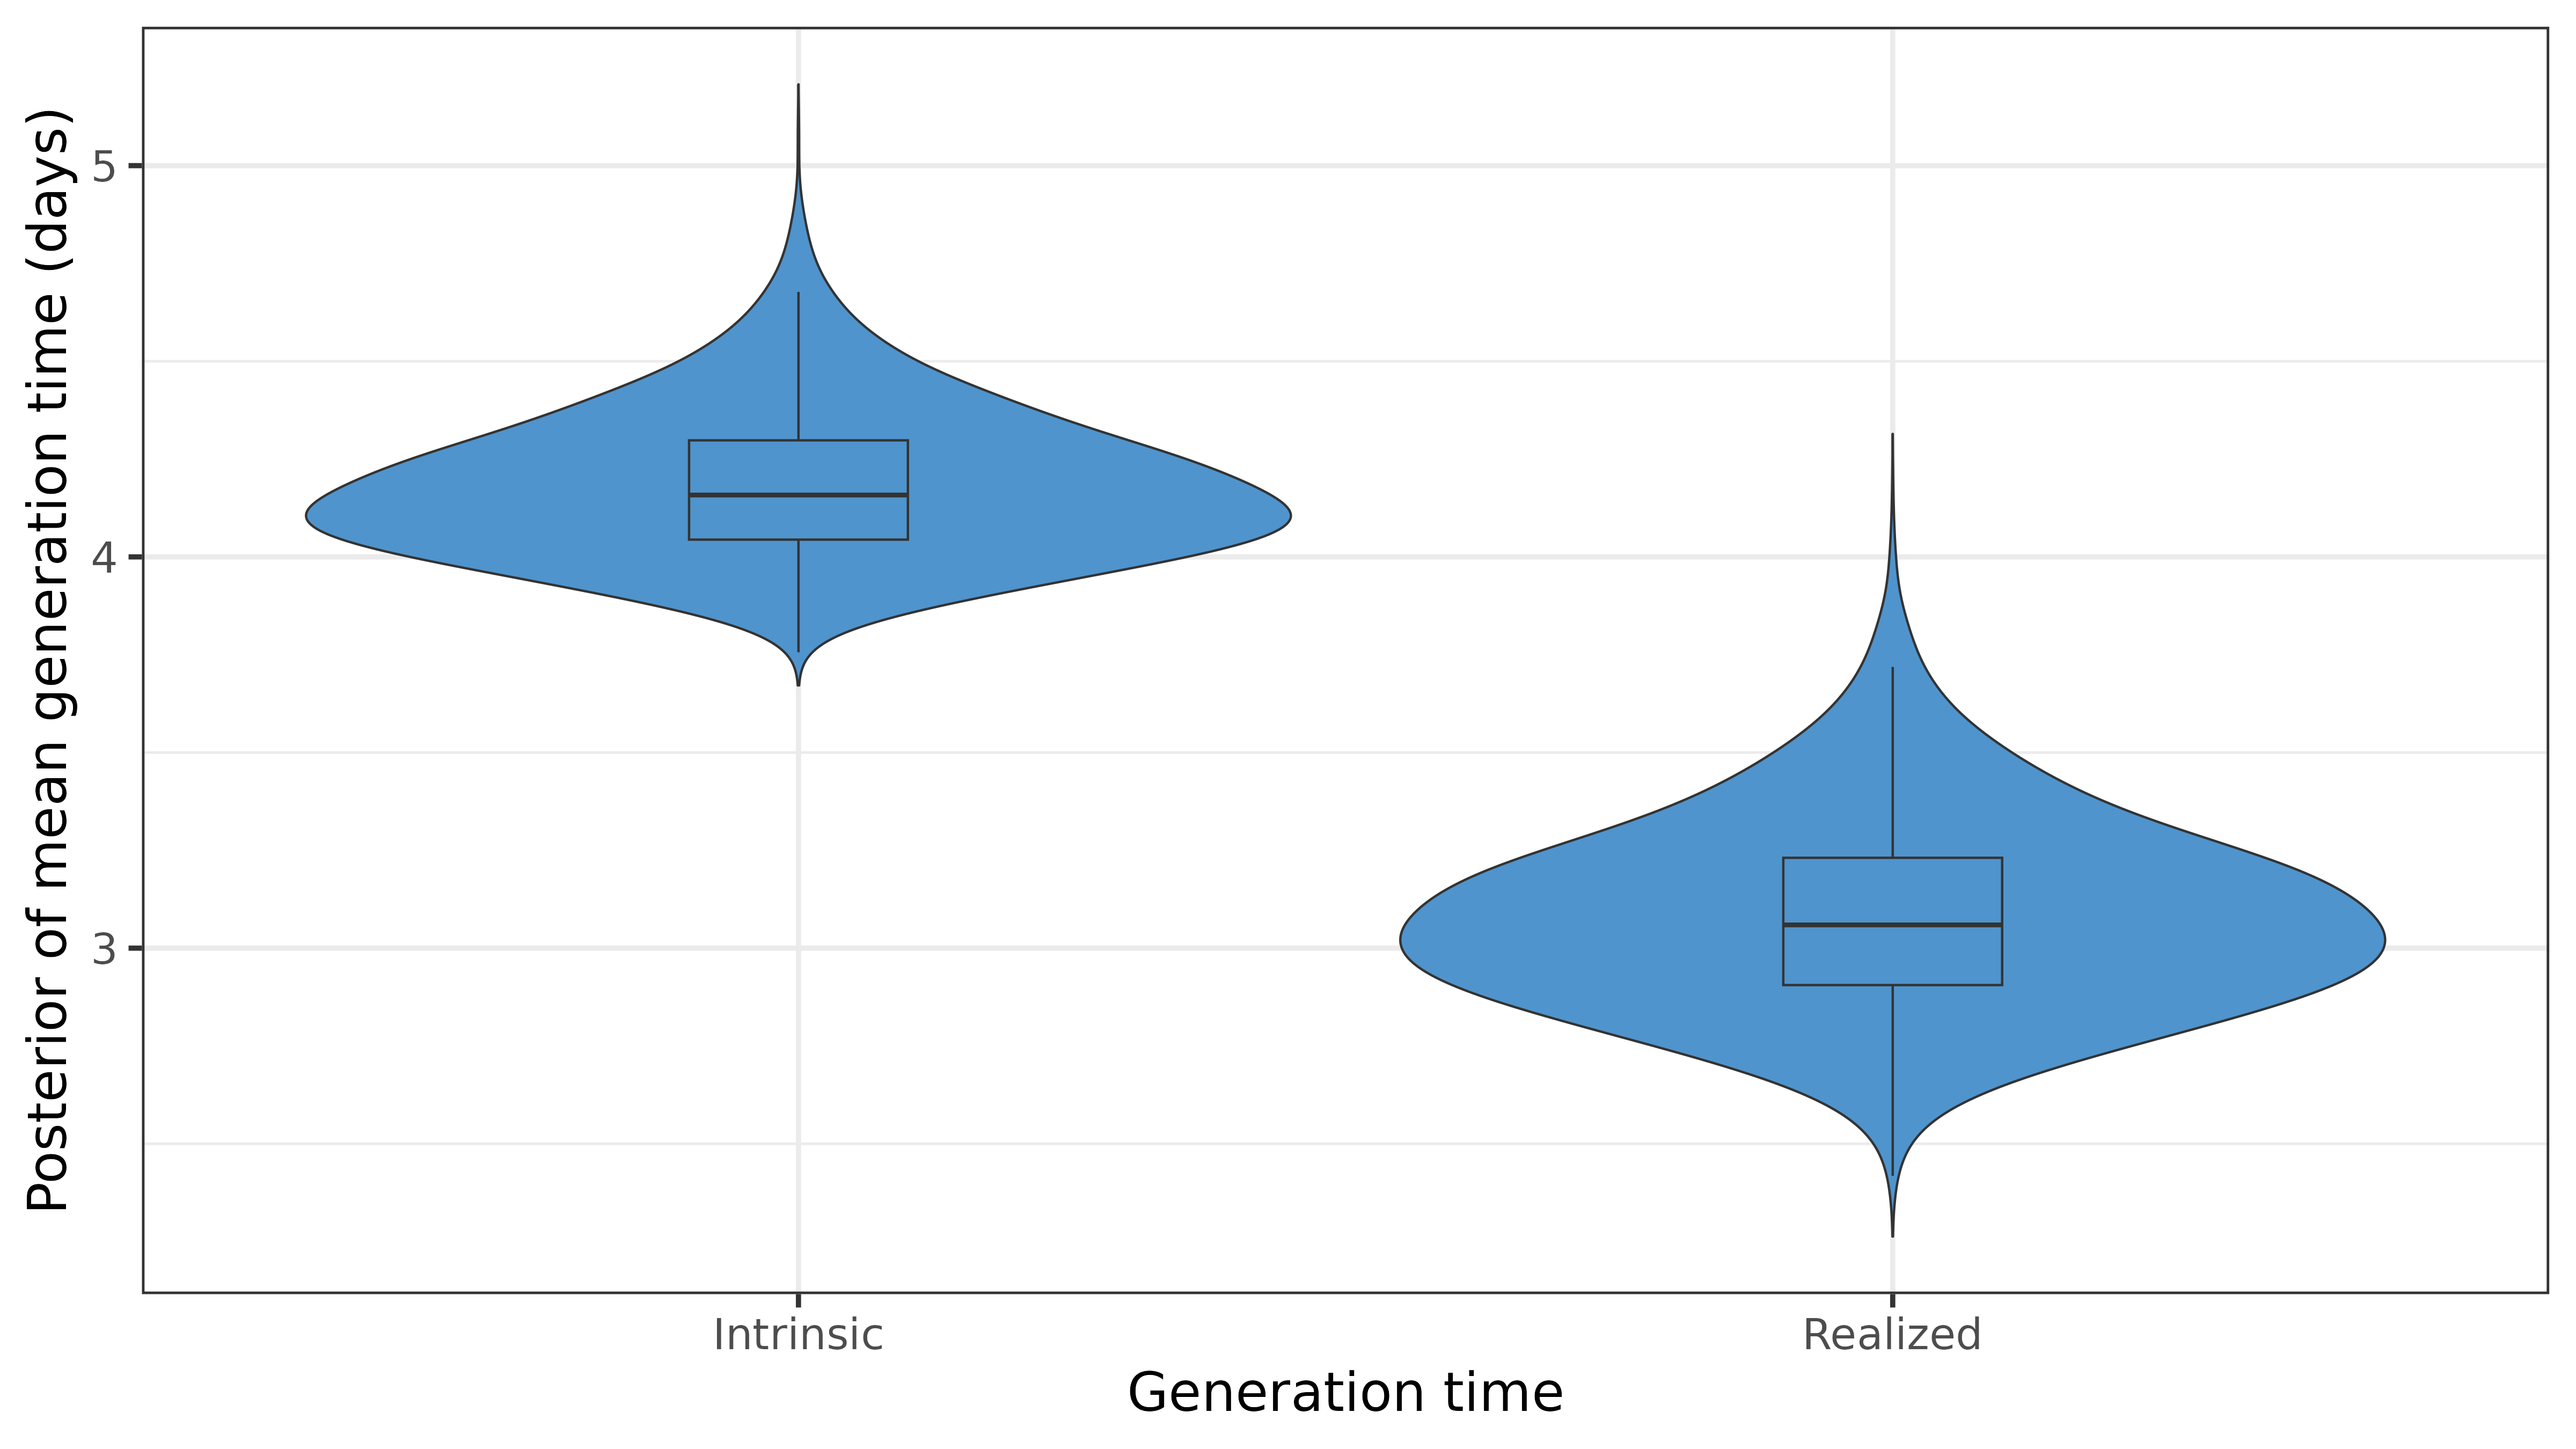 Posterior of mean generation time (days)
5
4
3
Intrinsic
Realized
Generation time